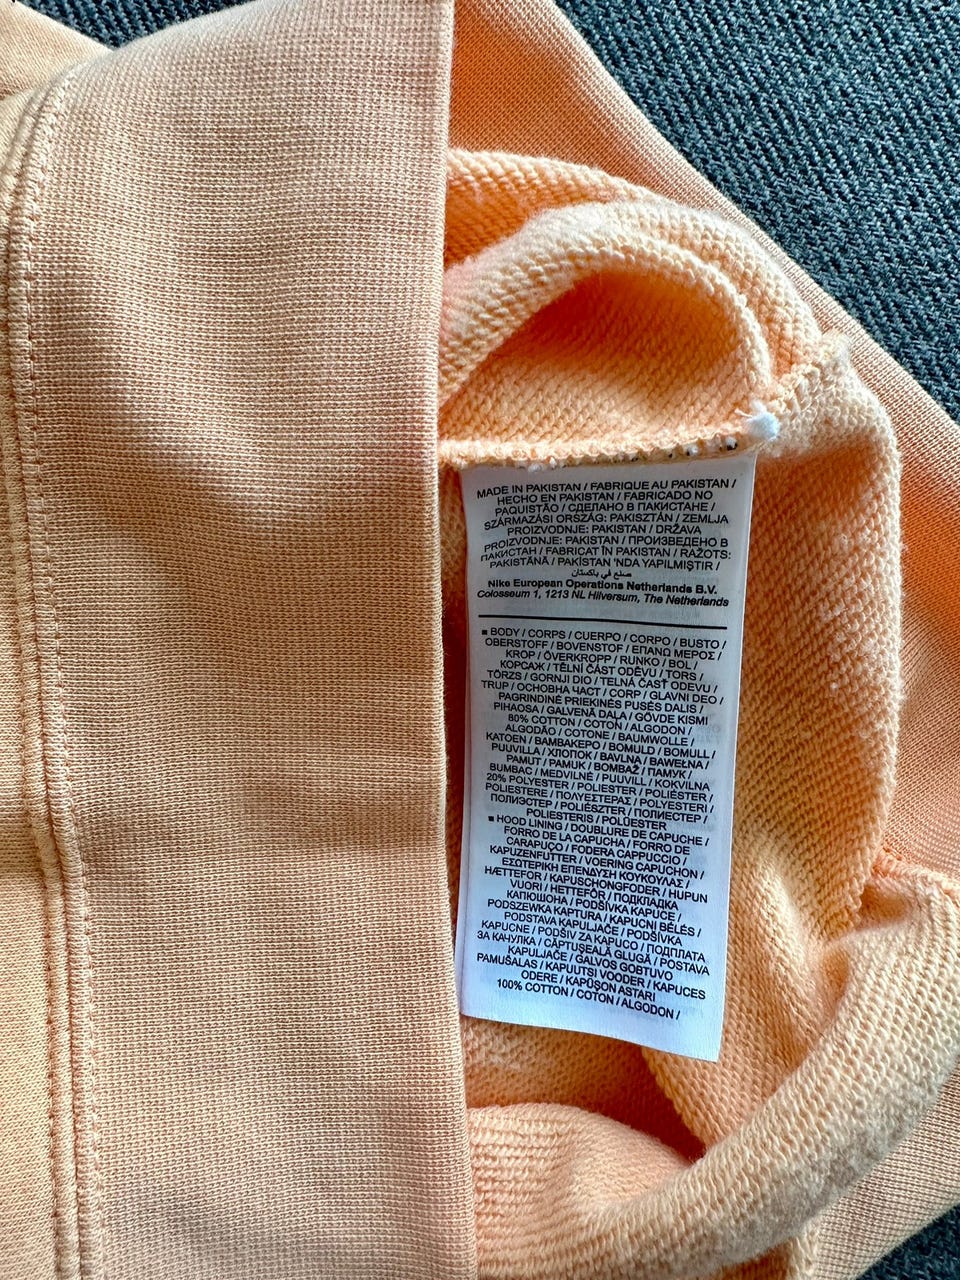 MADE IN PAKISTAN / FABRIQUE AU PAKISTAN /
HECHO EN PAKISTAN / FABRICADO NO
PAQUISTÃO / СДЕЛАНО В ПАКИСТАНЕ /
SZÁRMAZÁSI ORSZÁG: PAKISZTÁN / ZEMLJA
PROIZVODNJE: PAKISTAN / DRŽAVA
PROIZVODNJE: PAKISTAN / ПРОИЗВЕДЕНО В
ПАКИСТАН / FABRICAT ÎN PAKISTAN / RAŽOTS:
PAKISTĀNĀ / PAKİSTAN 'NDA YAPILMIŞTIR /
صنع في باكستان
Nike European Operations Netherlands B.V.
Colosseum 1, 1213 NL Hilversum, The Netherlands
■ BODY / CORPS / CUERPO / CORPO / BUSTO /
OBERSTOFF / BOVENSTOF / ΕΠΑΝΩ ΜΕΡΟΣ /
KROP / ÖVERKROPP / RUNKO / BOL /
КОРСАЖ / TĚLNÍ ČÁST ODĚVU / TORS /
TÖRZS / GORNJI DIO / TELNÁ ČASŤ ODEVU /
TRUP / ОСНОВНА ЧАСТ / CORP / GLAVNI DEO /
PAGRINDINĖ PRIEKINĖS PUSĖS DALIS /
PIHAOSA / GALVENĀ DAĻA / GÖVDE KISMI
80% COTTON / COTON / ALGODON /
ALGODÃO / COTONE / BAUMWOLLE /
KATOEN / ΒΑΜΒΑΚΕΡΟ / BOMULD / BOMULL /
PUUVILLA / ХЛОПОК / BAVLNA / BAWEŁNA /
PAMUT / PAMUK / BOMBAŽ / ПАМУК /
BUMBAC / MEDVILNĖ / PUUVILL / KOKVILNA
20% POLYESTER / POLIESTER / POLIÉSTER /
POLIESTERE / ΠΟΛΥΕΣΤΕΡΑΣ / POLYESTERI /
ПОЛИЭСТЕР / POLIÉSZTER / ПОЛИЕСТЕР /
POLIESTERIS / POLÜESTER
■ HOOD LINING / DOUBLURE DE CAPUCHE /
FORRO DE LA CAPUCHA / FORRO DE
CARAPUÇO / FODERA CAPPUCCIO /
KAPUZENFUTTER / VOERING CAPUCHON /
ΕΣΩΤΕΡΙΚΗ ΕΠΕΝΔΥΣΗ ΚΟΥΚΟΥΛΑΣ /
HÆTTEFOR / KAPUSCHONGFODER / HUPUN
VUORI / HETTEFÔR / ПОДКЛАДКА
КАПЮШОНА / PODŠÍVKA KAPUCE /
PODSZEWKA KAPTURA / KAPUCNI BÉLÉS /
PODSTAVA KAPULJAČE / PODŠÍVKA
KAPUCNE / PODŠIV ZA KAPUCO / ПОДПЛАТА
ЗА КАЧУЛКА / CĂPTUŞEALĂ GLUGĂ / POSTAVA
KAPULJAČE / GALVOS GOBTUVO
PAMUŠALAS / KAPUUTSI VOODER / KAPUCES
ODERE / KAPÜŞON ASTARI
100% COTTON / COTON / ALGODON /